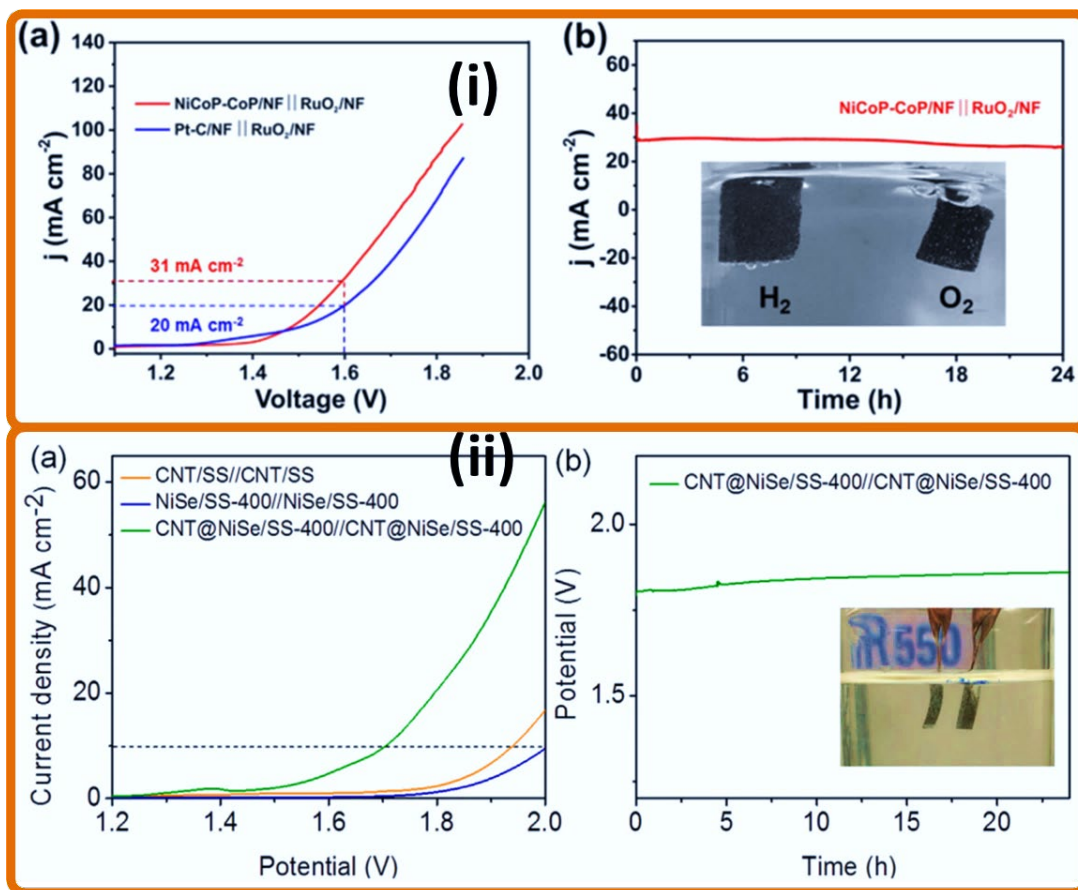 (a)
(i)
140
120
100
80
60
40
20
0
j (mA cm-2)
NiCoP-CoP/NF || RuO2/NF
Pt-C/NF || RuO2/NF
31 mA cm-2
20 mA cm-2
1.2 1.4 1.6 1.8 2.0
Voltage (V)
(b)
60
40
20
0
-20
-40
-60
j (mA cm-2)
NiCoP-CoP/NF || RuO2/NF
H2 O2
0 6 12 18 24
Time (h)
(ii)
(a)
60
40
20
0
Current density (mA cm-2)
CNT/SS//CNT/SS
NiSe/SS-400//NiSe/SS-400
CNT@NiSe/SS-400//CNT@NiSe/SS-400
1.2 1.4 1.6 1.8 2.0
Potential (V)
(b)
CNT@NiSe/SS-400//CNT@NiSe/SS-400
2.0
1.5
Potential (V)
R550
0 5 10 15 20
Time (h)